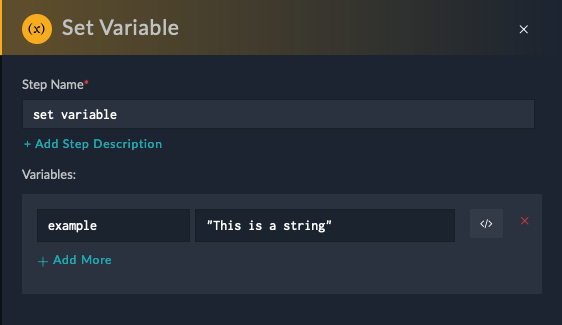 (x) Set Variable ×
Step Name*
set variable
+ Add Step Description
Variables:
example "This is a string" </> ×
+ Add More